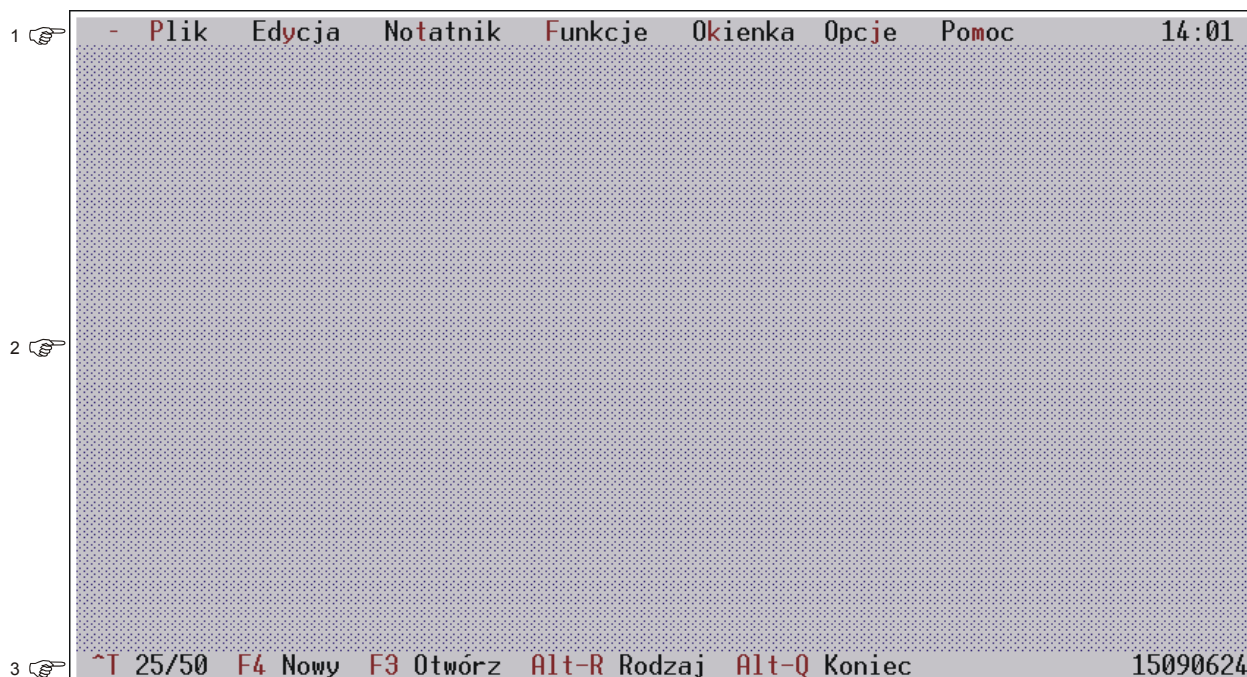 1 - Plik Edycja Notatnik Funkcje Okienka Opcje Pomoc 14:01
2
3 ^T 25/50 F4 Nowy F3 Otwórz Alt-R Rodzaj Alt-Q Koniec 15090624